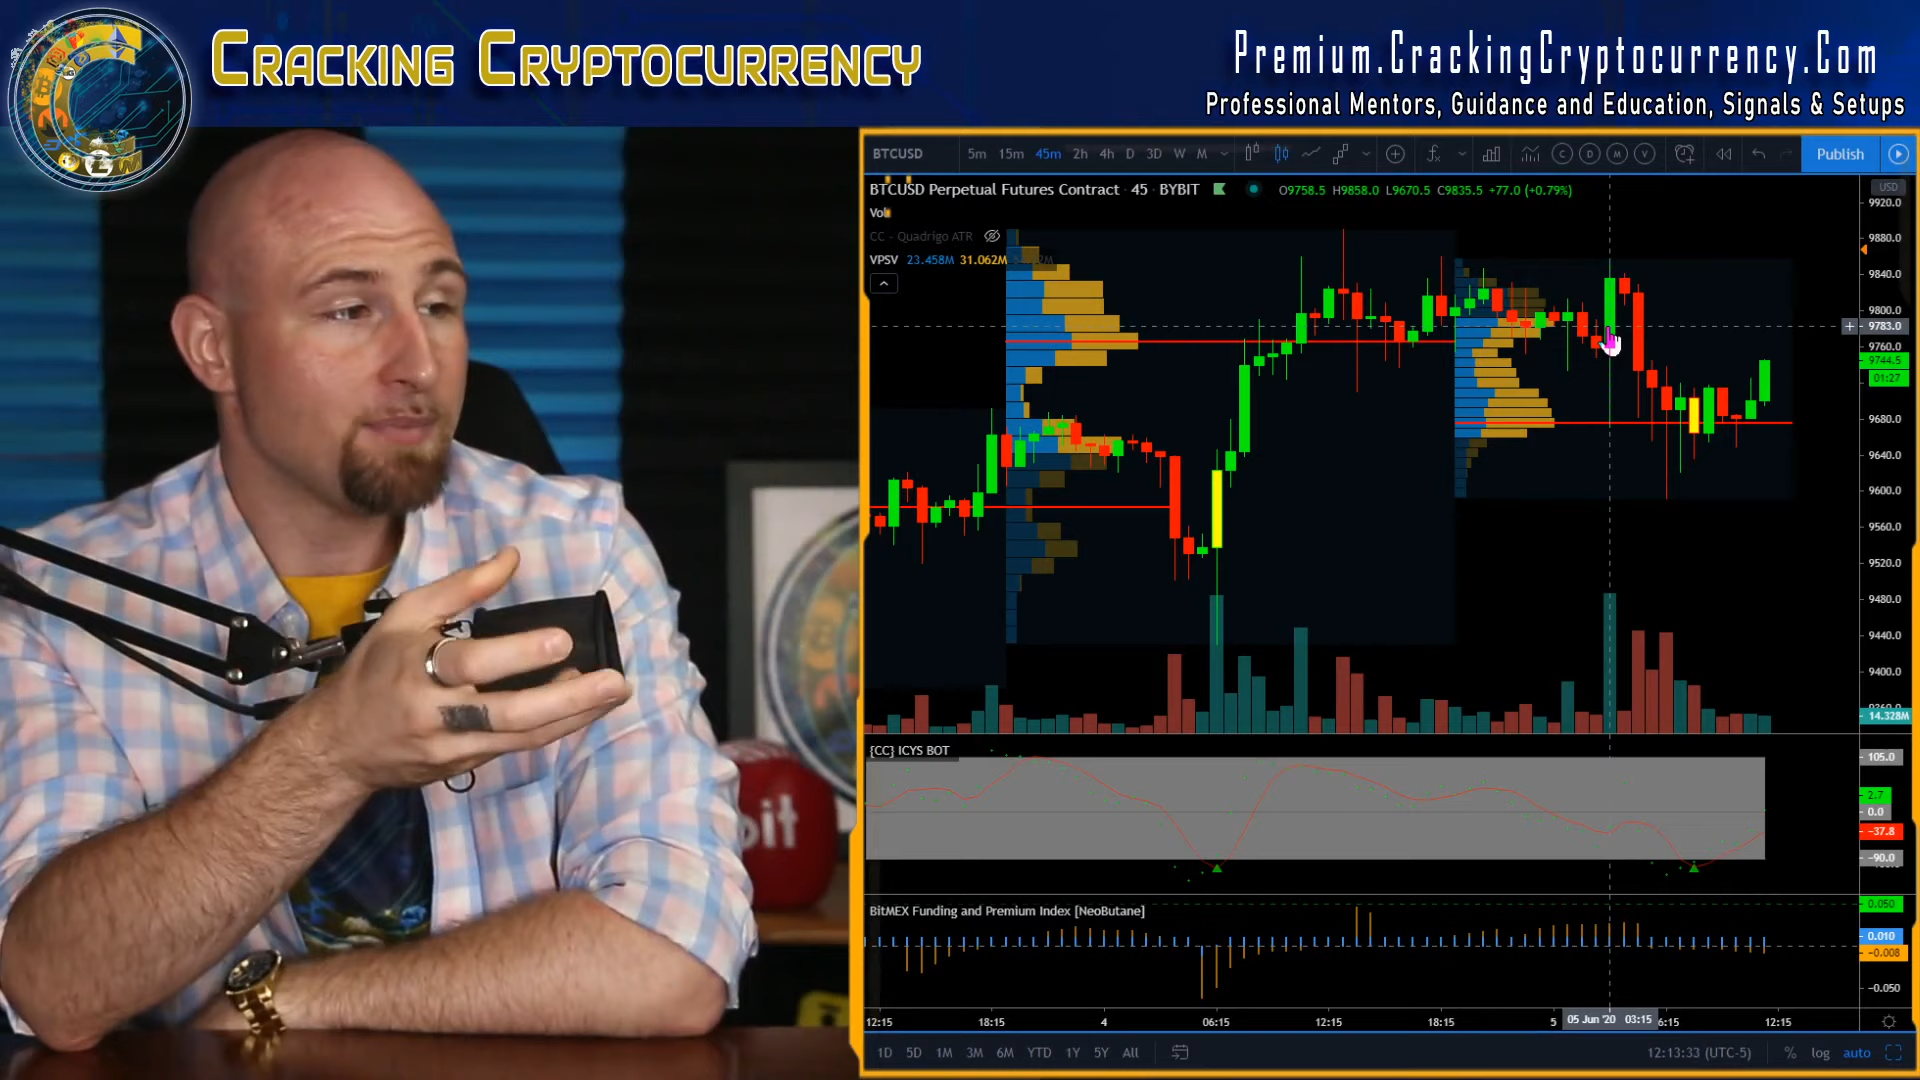 Cracking Cryptocurrency
Premium.CrackingCryptocurrency.Com
Professional Mentors, Guidance and Education, Signals & Setups
BTCUSD 5m 15m 45m 2h 4h D 3D W M C D M V Publish
BTCUSD Perpetual Futures Contract · 45 · BYBIT O9758.5 H9858.0 L9670.5 C9835.5 +77.0 (+0.79%)
USD
Vol
CC - Quadrigo ATR
VPSV 23.458M 31.062M
9920.0
9880.0
9840.0
9800.0
9783.0
9760.0
9744.5
01:27
9680.0
9640.0
9600.0
9560.0
9520.0
9480.0
9440.0
9400.0
14.328M
{CC} ICYS BOT
105.0
2.7
0.0
-37.8
-90.0
BitMEX Funding and Premium Index [NeoButane]
0.050
0.010
-0.008
-0.050
12:15 18:15 4 06:15 12:15 18:15 5 05 Jun '20 03:15 6:15 12:15
1D 5D 1M 3M 6M YTD 1Y 5Y All 12:13:33 (UTC-5) % log auto
bit